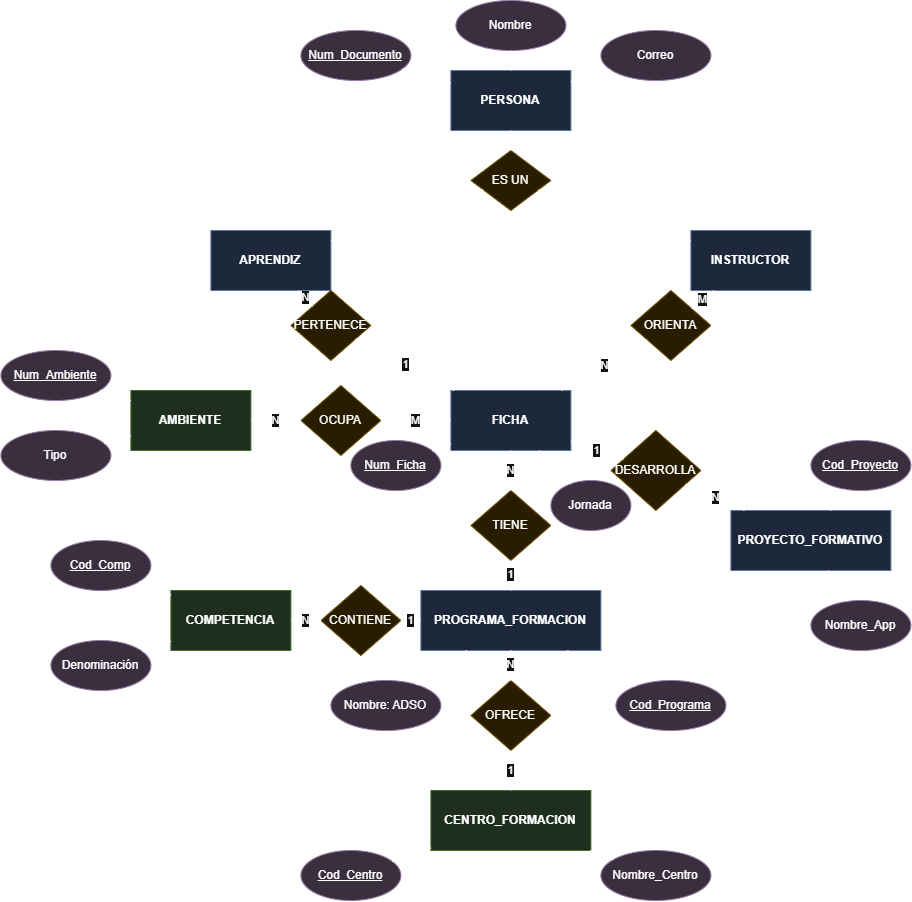 Nombre
Num_Documento
Correo
PERSONA
ES UN
APRENDIZ
INSTRUCTOR
N
M
PERTENECE
ORIENTA
1
N
Num_Ambiente
AMBIENTE
N
OCUPA
M
FICHA
Tipo
Num_Ficha
N
1
DESARROLLA
Cod_Proyecto
N
Jornada
TIENE
PROYECTO_FORMATIVO
Cod_Comp
1
COMPETENCIA
N
CONTIENE
1
PROGRAMA_FORMACION
Nombre_App
Denominación
N
Nombre: ADSO
OFRECE
Cod_Programa
1
CENTRO_FORMACION
Cod_Centro
Nombre_Centro